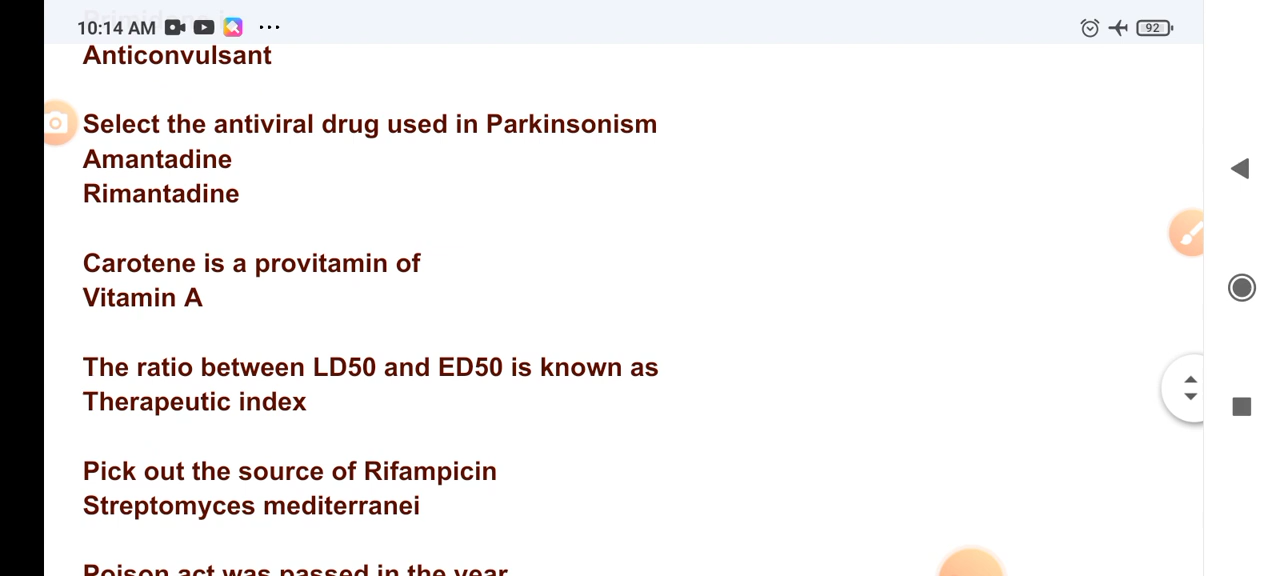 10:14 AM ... 92
Anticonvulsant
Select the antiviral drug used in Parkinsonism
Amantadine
Rimantadine
Carotene is a provitamin of
Vitamin A
The ratio between LD50 and ED50 is known as
Therapeutic index
Pick out the source of Rifampicin
Streptomyces mediterranei
Poison act was passed in the year